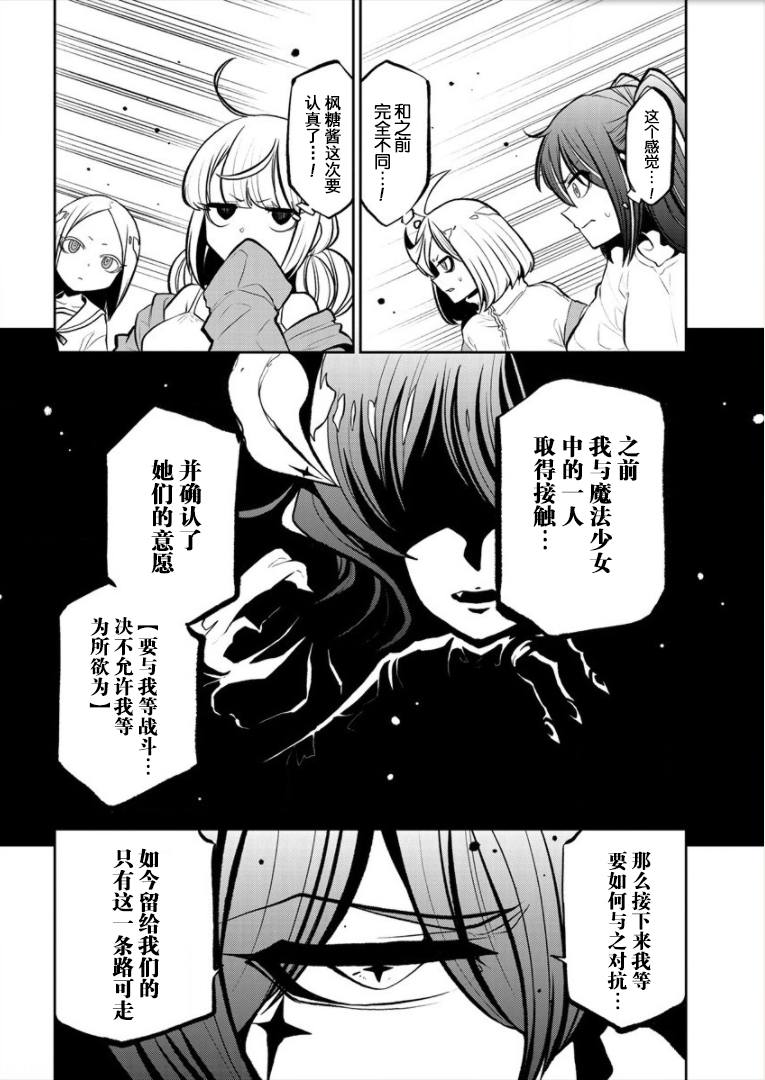 这个感觉…！
和之前
完全不同…！
枫糖酱这次要
认真了…！
之前
我与魔法少女
中的一人
取得接触…
并确认了
她们的意愿
【要与我等战斗…
决不允许我等
为所欲为】
那么接下来我等
要如何与之对抗…
如今留给我们的
只有这一条路可走